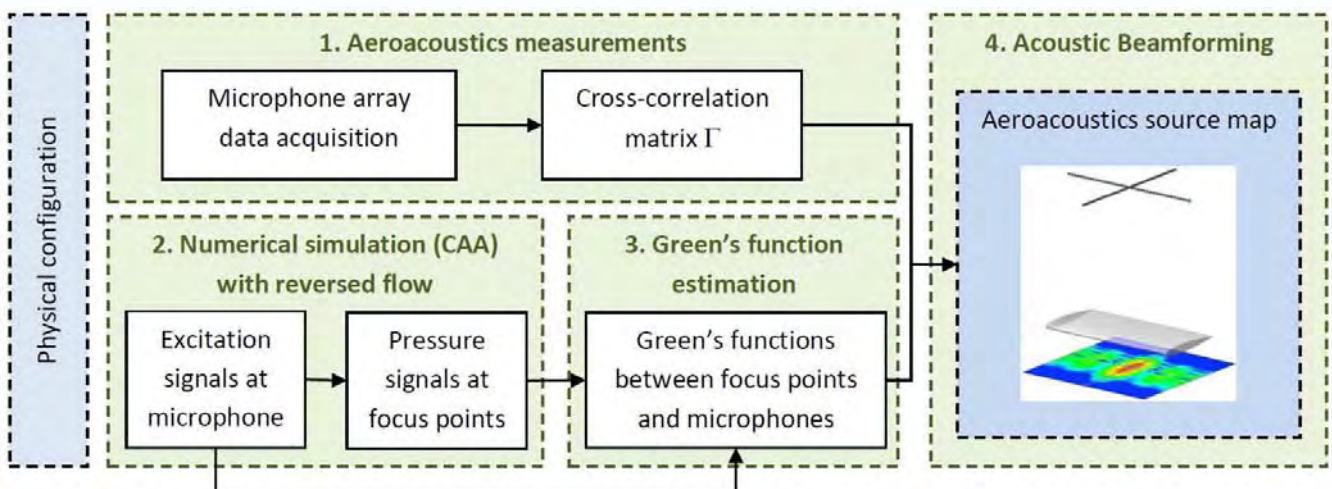 Physical configuration
1. Aeroacoustics measurements
Microphone array
data acquisition
Cross-correlation
matrix Γ
2. Numerical simulation (CAA)
with reversed flow
Excitation
signals at
microphone
Pressure
signals at
focus points
3. Green's function
estimation
Green's functions
between focus points
and microphones
4. Acoustic Beamforming
Aeroacoustics source map